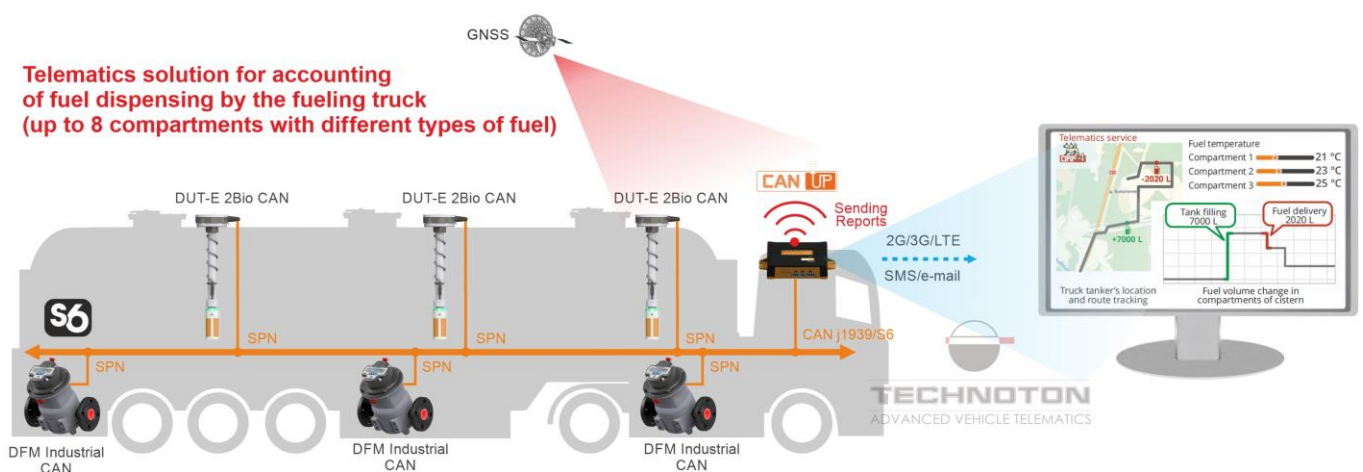 GNSS
Telematics solution for accounting
of fuel dispensing by the fueling truck
(up to 8 compartments with different types of fuel)
DUT-E 2Bio CAN
DUT-E 2Bio CAN
DUT-E 2Bio CAN
CAN UP
Sending
Reports
2G/3G/LTE
SMS/e-mail
S6
SPN
SPN
SPN
CAN j1939/S6
SPN
SPN
SPN
DFM Industrial
CAN
DFM Industrial
CAN
DFM Industrial
CAN
Telematics service
-2020 L
+7000 L
Truck tanker's location
and route tracking
Fuel temperature
Compartment 1 21 °C
Compartment 2 23 °C
Compartment 3 25 °C
Tank filling
7000 L
Fuel delivery
2020 L
Fuel volume change in
compartments of cistern
TECHNOTON
ADVANCED VEHICLE TELEMATICS